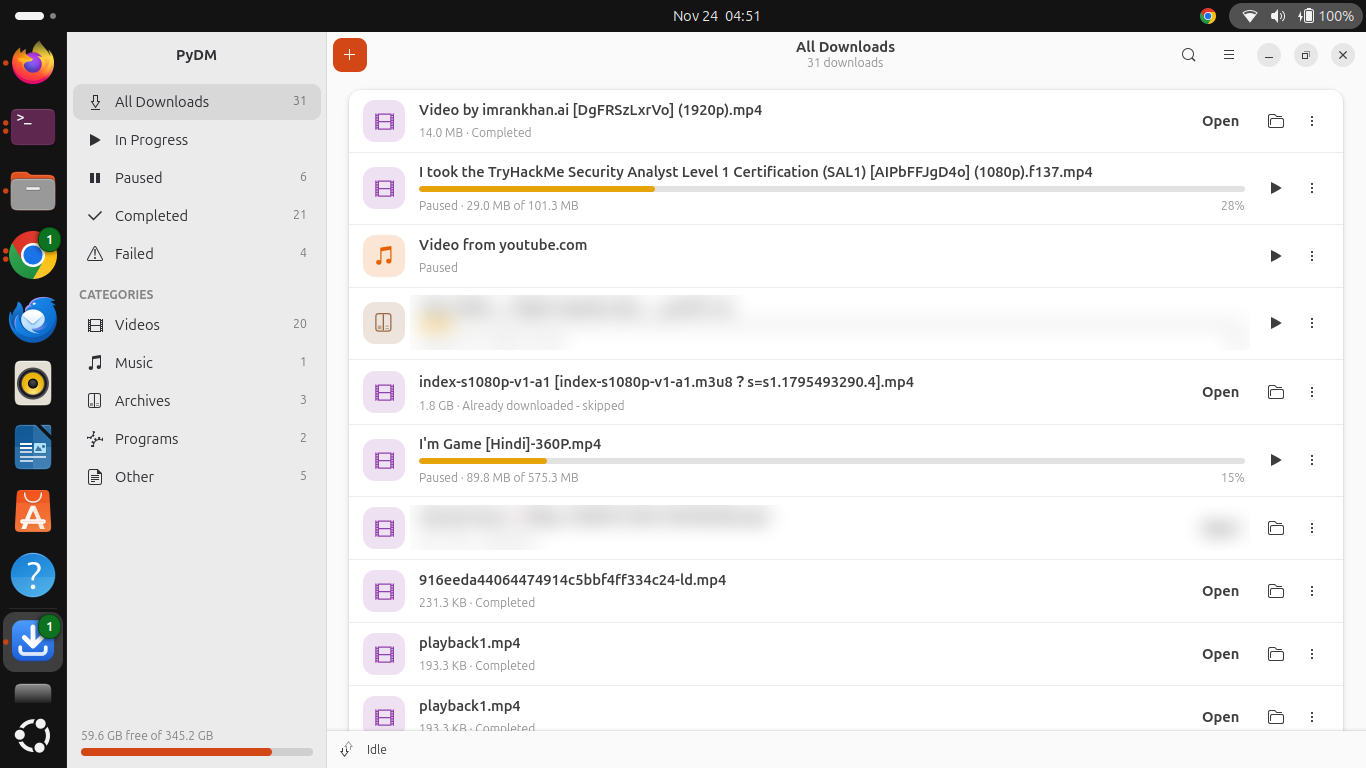 Nov 24 04:51
100%
PyDM
All Downloads
31
In Progress
Paused
6
Completed
21
Failed
4
CATEGORIES
Videos
20
Music
1
Archives
3
Programs
2
Other
5
59.6 GB free of 345.2 GB
1
1
+
All Downloads
31 downloads
Video by imrankhan.ai [DgFRSzLxrVo] (1920p).mp4
14.0 MB · Completed
Open
I took the TryHackMe Security Analyst Level 1 Certification (SAL1) [AIPbFFJgD4o] (1080p).f137.mp4
Paused · 29.0 MB of 101.3 MB
28%
Video from youtube.com
Paused
index-s1080p-v1-a1 [index-s1080p-v1-a1.m3u8？s=s1.1795493290.4].mp4
1.8 GB · Already downloaded - skipped
Open
I'm Game [Hindi]-360P.mp4
Paused · 89.8 MB of 575.3 MB
15%
916eeda44064474914c5bbf4ff334c24-ld.mp4
231.3 KB · Completed
Open
playback1.mp4
193.3 KB · Completed
Open
playback1.mp4
193.3 KB · Completed
Open
Idle